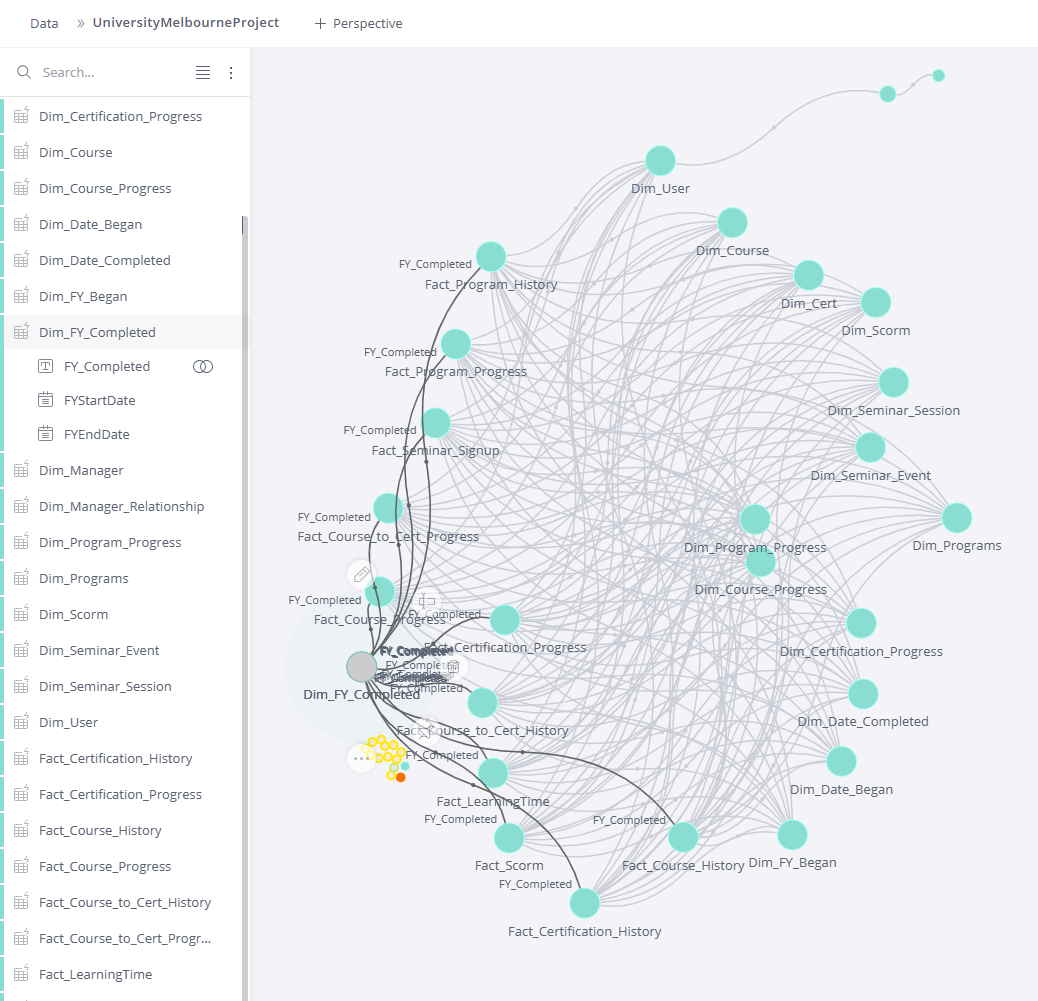 Data » UniversityMelbourneProject + Perspective
Search...
Dim_Certification_Progress
Dim_Course
Dim_Course_Progress
Dim_Date_Began
Dim_Date_Completed
Dim_FY_Began
Dim_FY_Completed
FY_Completed
FYStartDate
FYEndDate
Dim_Manager
Dim_Manager_Relationship
Dim_Program_Progress
Dim_Programs
Dim_Scorm
Dim_Seminar_Event
Dim_Seminar_Session
Dim_User
Fact_Certification_History
Fact_Certification_Progress
Fact_Course_History
Fact_Course_Progress
Fact_Course_to_Cert_History
Fact_Course_to_Cert_Progr...
Fact_LearningTime
Dim_User
Dim_Course
FY_Completed
Fact_Program_History
Dim_Cert
Dim_Scorm
FY_Completed
Fact_Program_Progress
Dim_Seminar_Session
FY_Completed
Fact_Seminar_Signup
Dim_Seminar_Event
FY_Completed
Fact_Course_to_Cert_Progress
Dim_Program_Progress
Dim_Programs
Dim_Course_Progress
FY_Completed
Fact_Course_Progress
FY_Completed
Fact_Certification_Progress
Dim_Certification_Progress
FY_Completed
Dim_FY_Completed
FY_Completed
Dim_Date_Completed
Fact_Course_to_Cert_History
FY_Completed
Fact_LearningTime
Dim_Date_Began
FY_Completed
Fact_Scorm
FY_Completed
Fact_Course_History
Dim_FY_Began
FY_Completed
Fact_Certification_History